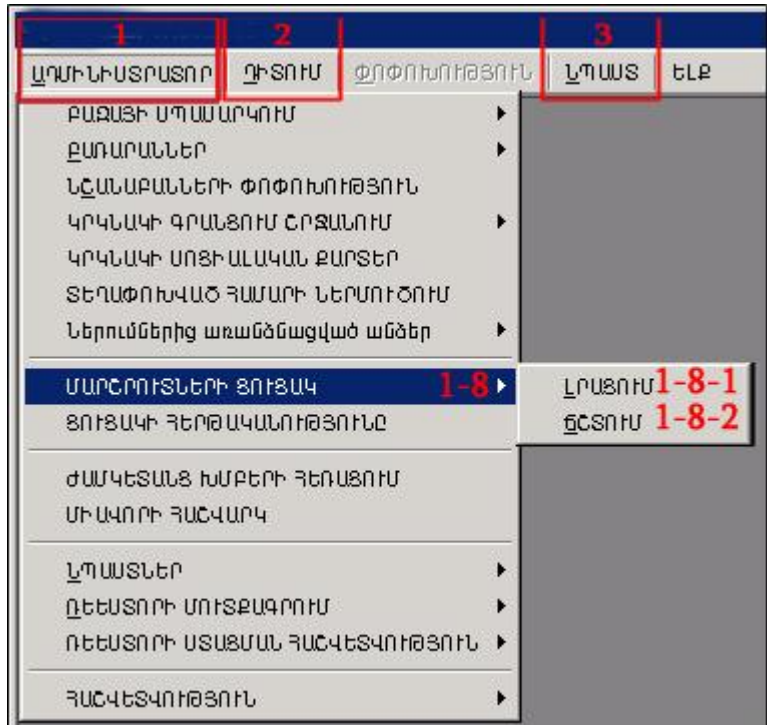 1 2 3
ԱԴՄԻՆԻՍՏՐԱՏՈՐ ԴԻՏՈՒՄ ՓՈՓՈԽՈՒԹՅՈՒՆ ՆՊԱՍՏ ԵԼՔ
ԲԱԶԱՅԻ ՍՊԱՍԱՐԿՈՒՄ
ԲԱՌԱՐԱՆՆԵՐ
ՆՇԱՆԱԲԱՆՆԵՐԻ ՓՈՓՈԽՈՒԹՅՈՒՆ
ԿՐԿՆԱԿԻ ԳՐԱՆՑՈՒՄ ՇՐՋԱՆՈՒՄ
ԿՐԿՆԱԿԻ ՍՈՑԻԱԼԱԿԱՆ ՔԱՐՏԵՐ
ՏԵՂԱՓՈԽՎԱԾ ՀԱՄԱՐԻ ՆԵՐՄՈՒԾՈՒՄ
Ներումներից առանձնացված անձեր
ՄԱՐՇՐՈՒՏՆԵՐԻ ՑՈՒՑԱԿ 1-8
ԼՐԱՑՈՒՄ 1-8-1
ՑՈՒՑԱԿԻ ՀԵՐԹԱԿԱՆՈՒԹՅՈՒՆԸ
ՃՇՏՈՒՄ 1-8-2
ԺԱՄԿԵՏԱՆՑ ԽՄԲԵՐԻ ՀԵՌԱՑՈՒՄ
ՄԻԱՎՈՐԻ ՀԱՇՎԱՐԿ
ՆՊԱՍՏՆԵՐ
ՌԵԵՍՏՈՐԻ ՄՈՒՏՔԱԳՐՈՒՄ
ՌԵԵՍՏՈՐԻ ՍՏԱՑՄԱՆ ՀԱՇՎԵՏՎՈՒԹՅՈՒՆ
ՀԱՇՎԵՏՎՈՒԹՅՈՒՆ